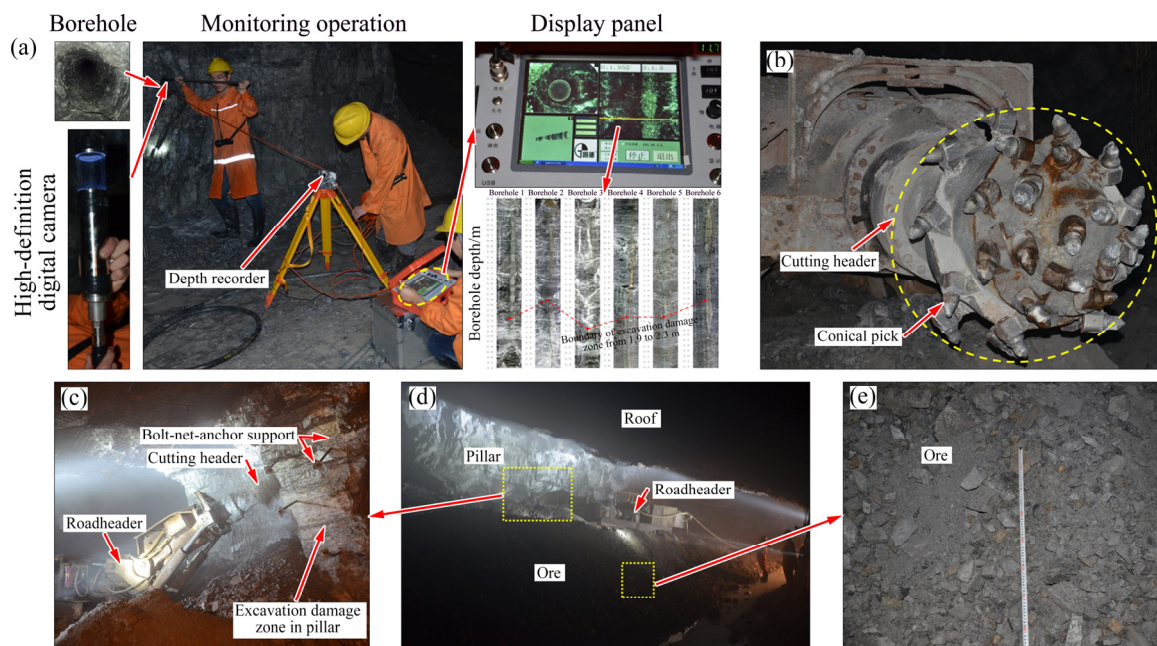 Borehole
Monitoring operation
Display panel
(a)
High-definition
digital camera
Depth recorder
11.7
停止
退出
Borehole 1
Borehole 2
Borehole 3
Borehole 4
Borehole 5
Borehole 6
Borehole depth/m
Boundary of excavation damage
zone from 1.9 to 2.3 m
(b)
Cutting header
Conical pick
(c)
Bolt-net-anchor support
Cutting header
Roadheader
Excavation damage
zone in pillar
(d)
Roof
Pillar
Roadheader
Ore
(e)
Ore